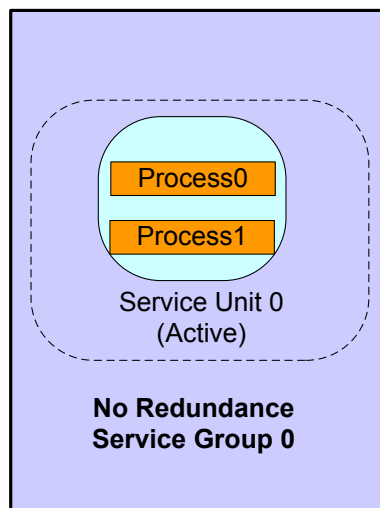 Process0
Process1
Service Unit 0
(Active)
No Redundance
Service Group 0